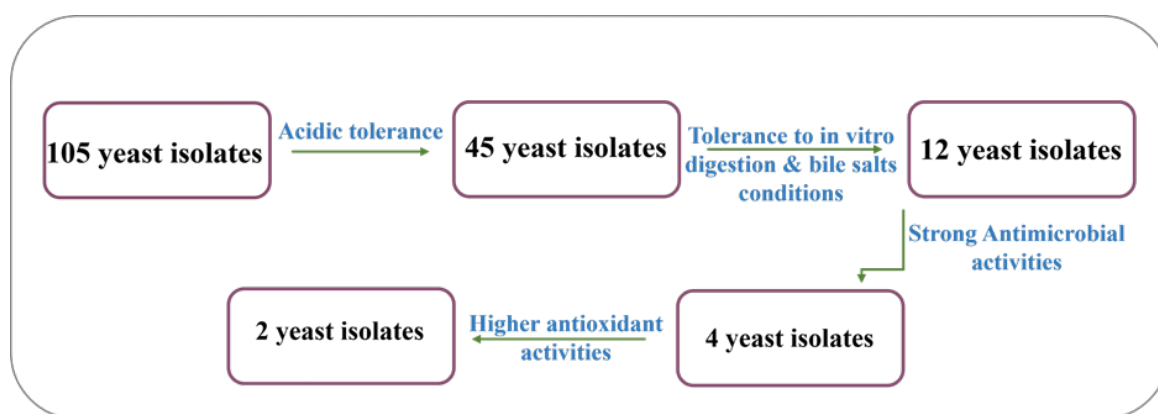 105 yeast isolates
Acidic tolerance
45 yeast isolates
Tolerance to in vitro
digestion & bile salts
conditions
12 yeast isolates
Strong Antimicrobial
activities
4 yeast isolates
Higher antioxidant
activities
2 yeast isolates